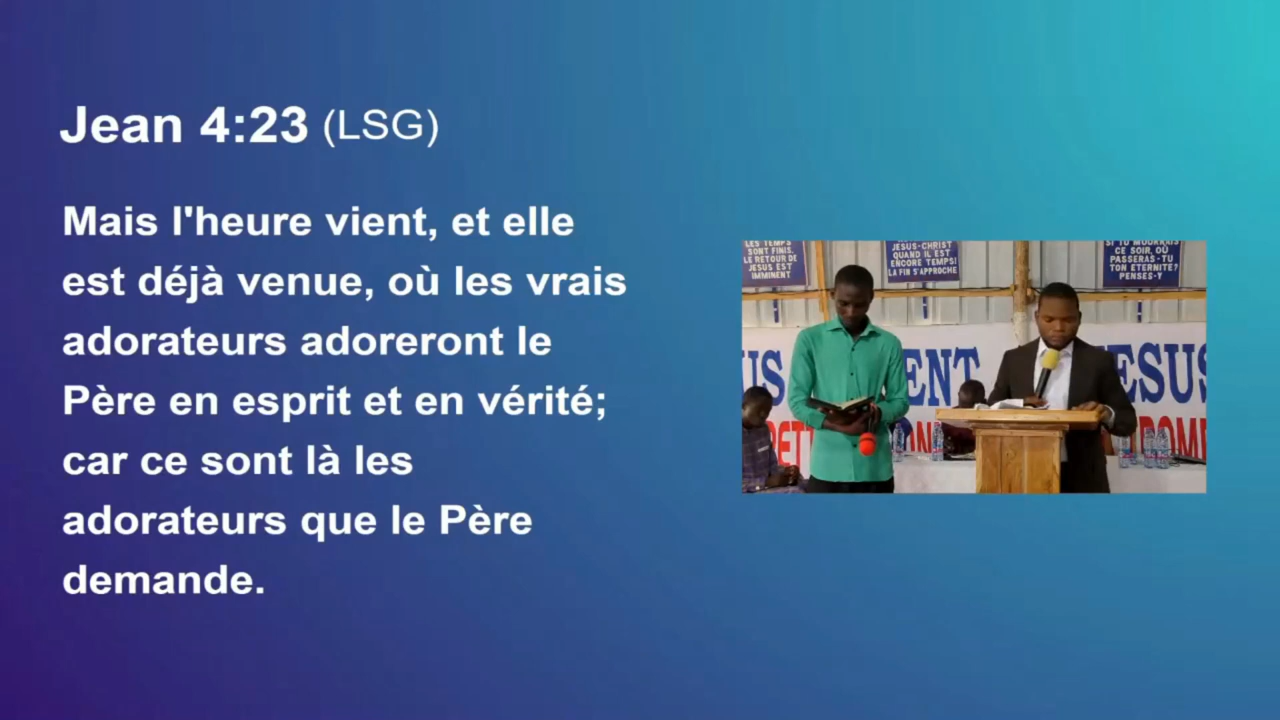 Jean 4:23 (LSG)
Mais l'heure vient, et elle
est déjà venue, où les vrais
adorateurs adoreront le
Père en esprit et en vérité;
car ce sont là les
adorateurs que le Père
demande.
LES TEMPS
SONT FINIS.
LE RETOUR DE
JESUS EST
IMMINENT
JESUS-CHRIST
QUAND IL EST
ENCORE TEMPS!
LA FIN S'APPROCHE
SI TU MOURRAIS
CE SOIR, OÙ
PASSERAS-TU
TON ETERNITE?
PENSES-Y
JESUS